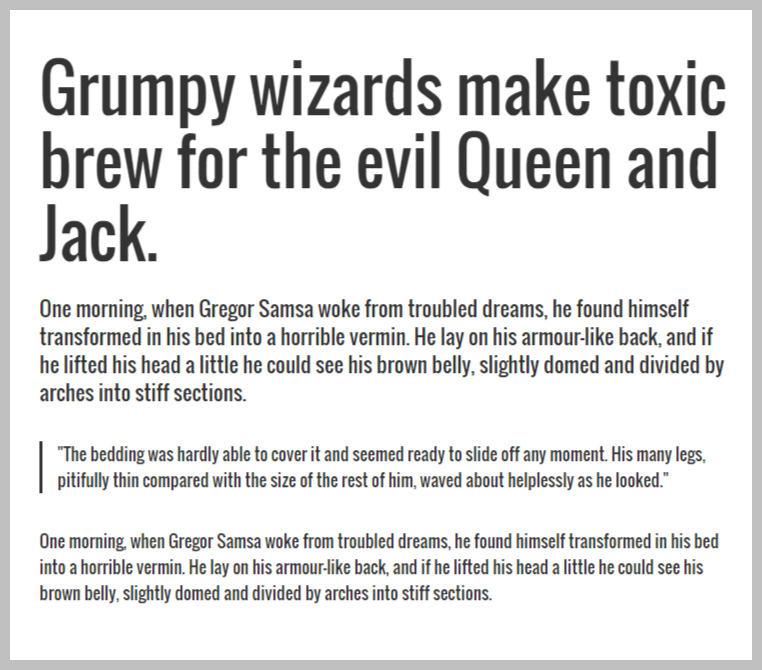 Grumpy wizards make toxic
brew for the evil Queen and
Jack.
One morning, when Gregor Samsa woke from troubled dreams, he found himself
transformed in his bed into a horrible vermin. He lay on his armour-like back, and if
he lifted his head a little he could see his brown belly, slightly domed and divided by
arches into stiff sections.
"The bedding was hardly able to cover it and seemed ready to slide off any moment. His many legs,
pitifully thin compared with the size of the rest of him, waved about helplessly as he looked."
One morning, when Gregor Samsa woke from troubled dreams, he found himself transformed in his bed
into a horrible vermin. He lay on his armour-like back, and if he lifted his head a little he could see his
brown belly, slightly domed and divided by arches into stiff sections.